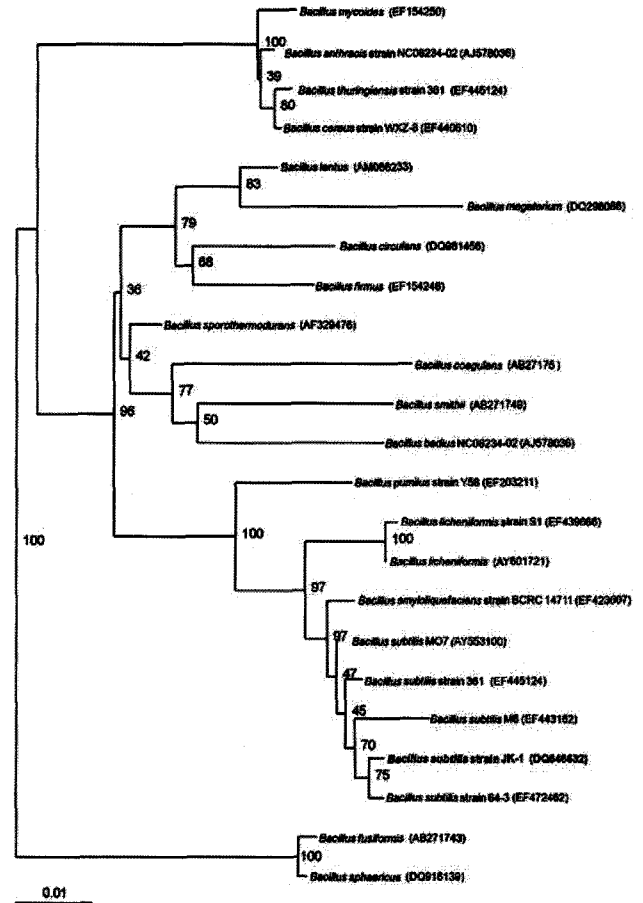 Bacillus mycoides (EF154250)
100
Bacillus anthracis strain NC08234-02 (AJ578036)
39
Bacillus thuringiensis strain 361 (EF445124)
80
Bacillus cereus strain WXZ-8 (EF440610)
Bacillus lentus (AM086233)
83
Bacillus megaterium (DQ298088)
79
Bacillus circulans (DQ981456)
68
Bacillus firmus (EF154246)
36
Bacillus sporothermodurans (AF329476)
42
Bacillus coagulans (AB27175 )
77
Bacillus smithii (AB271749)
96
50
Bacillus badius NC08234-02 (AJ578036)
Bacillus pumilus strain Y58 (EF203211)
Bacillus licheniformis strain S1 (EF439666)
100
100
100
Bacillus licheniformis (AY601721)
97
Bacillus amyloliquefaciens strain BCRC 14711 (EF423607)
97
Bacillus subtilis MO7 (AY553100)
47
Bacillus subtilis strain 361 (EF445124)
45
Bacillus subtilis M6 (EF443162)
70
Bacillus subtilis strain JK-1 (DQ646632)
75
Bacillus subtilis strain 64-3 (EF472462)
Bacillus fusiformis (AB271743)
100
Bacillus sphaericus (DQ916139)
0.01